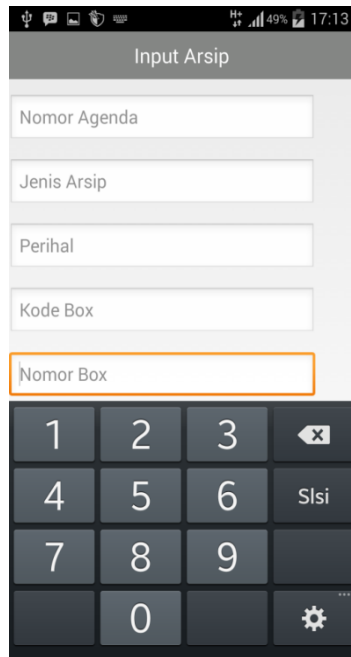 H+ 49% 17:13
Input Arsip
Nomor Agenda
Jenis Arsip
Perihal
Kode Box
Nomor Box
1 2 3
4 5 6 Slsi
7 8 9
0